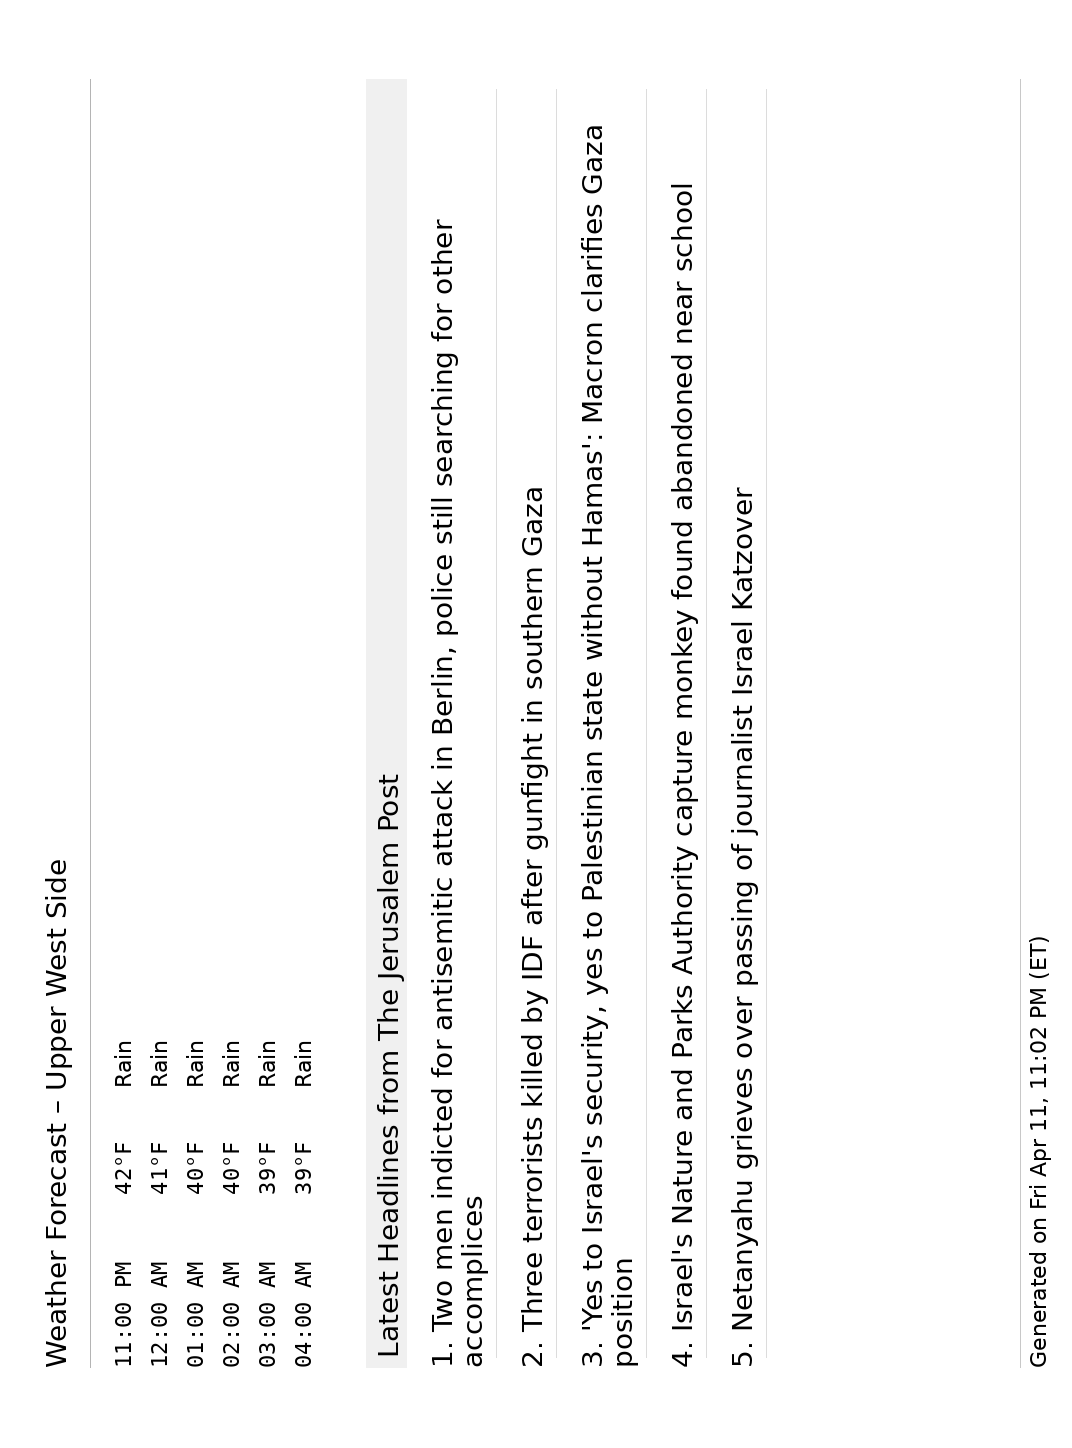 Weather Forecast – Upper West Side
11:00 PM 42°F Rain
12:00 AM 41°F Rain
01:00 AM 40°F Rain
02:00 AM 40°F Rain
03:00 AM 39°F Rain
04:00 AM 39°F Rain
Latest Headlines from The Jerusalem Post
1. Two men indicted for antisemitic attack in Berlin, police still searching for other
accomplices
2. Three terrorists killed by IDF after gunfight in southern Gaza
3. 'Yes to Israel's security, yes to Palestinian state without Hamas': Macron clarifies Gaza
position
4. Israel's Nature and Parks Authority capture monkey found abandoned near school
5. Netanyahu grieves over passing of journalist Israel Katzover
Generated on Fri Apr 11, 11:02 PM (ET)